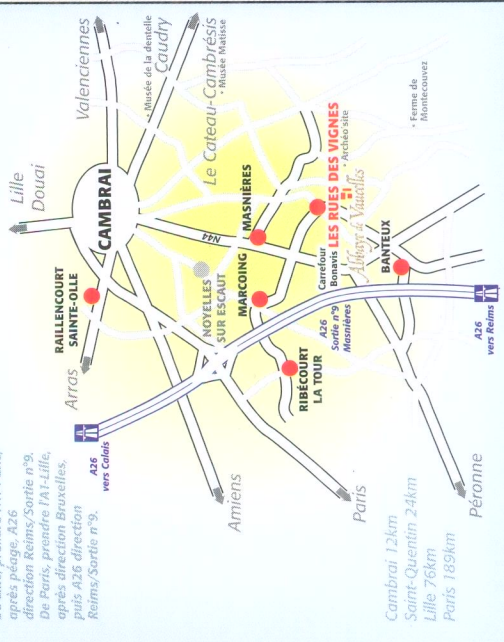 après péage, A26
direction Reims/Sortie n°9.
De Paris, prendre l'A1-Lille,
après direction Bruxelles,
puis A26 direction
Reims/Sortie n°9.
Lille
Douai
Valenciennes
• Musée de la dentelle
Caudry
Le Cateau-Cambrésis
• Musée Matisse
• Ferme de
Montecouvez
CAMBRAI
RAILLENCOURT
SAINTE-OLLE
Arras
A26
vers Calais
N44
NOYELLES
SUR ESCAUT
MASNIÈRES
MARCOING
LES RUES DES VIGNES
• Archéo'site
Abbaye de Vaucelles
Carrefour
Bonavis
BANTEUX
A26
Sortie n°9
Masnières
RIBÉCOURT
LA TOUR
A26
vers Reims
Amiens
Paris
Péronne
Cambrai 12km
Saint-Quentin 24km
Lille 76km
Paris 189km